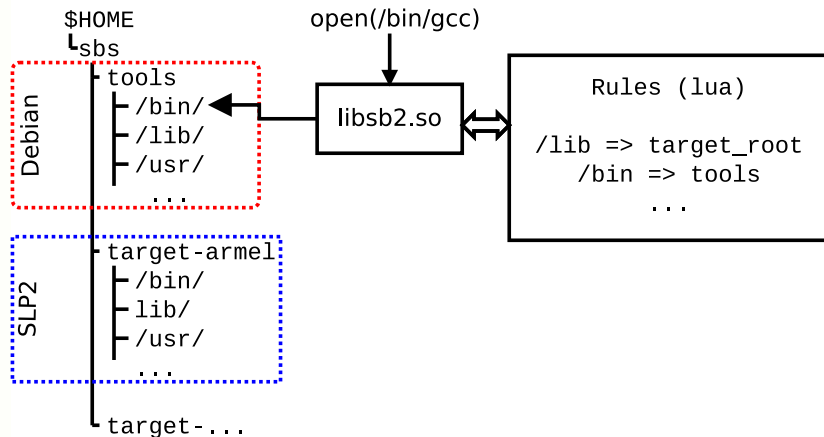 $HOME
sbs
Debian
tools
/bin/
/lib/
/usr/
...
SLP2
target-armel
/bin/
lib/
/usr/
...
target-...
open(/bin/gcc)
libsb2.so
Rules (lua)
/lib => target_root
/bin => tools
...